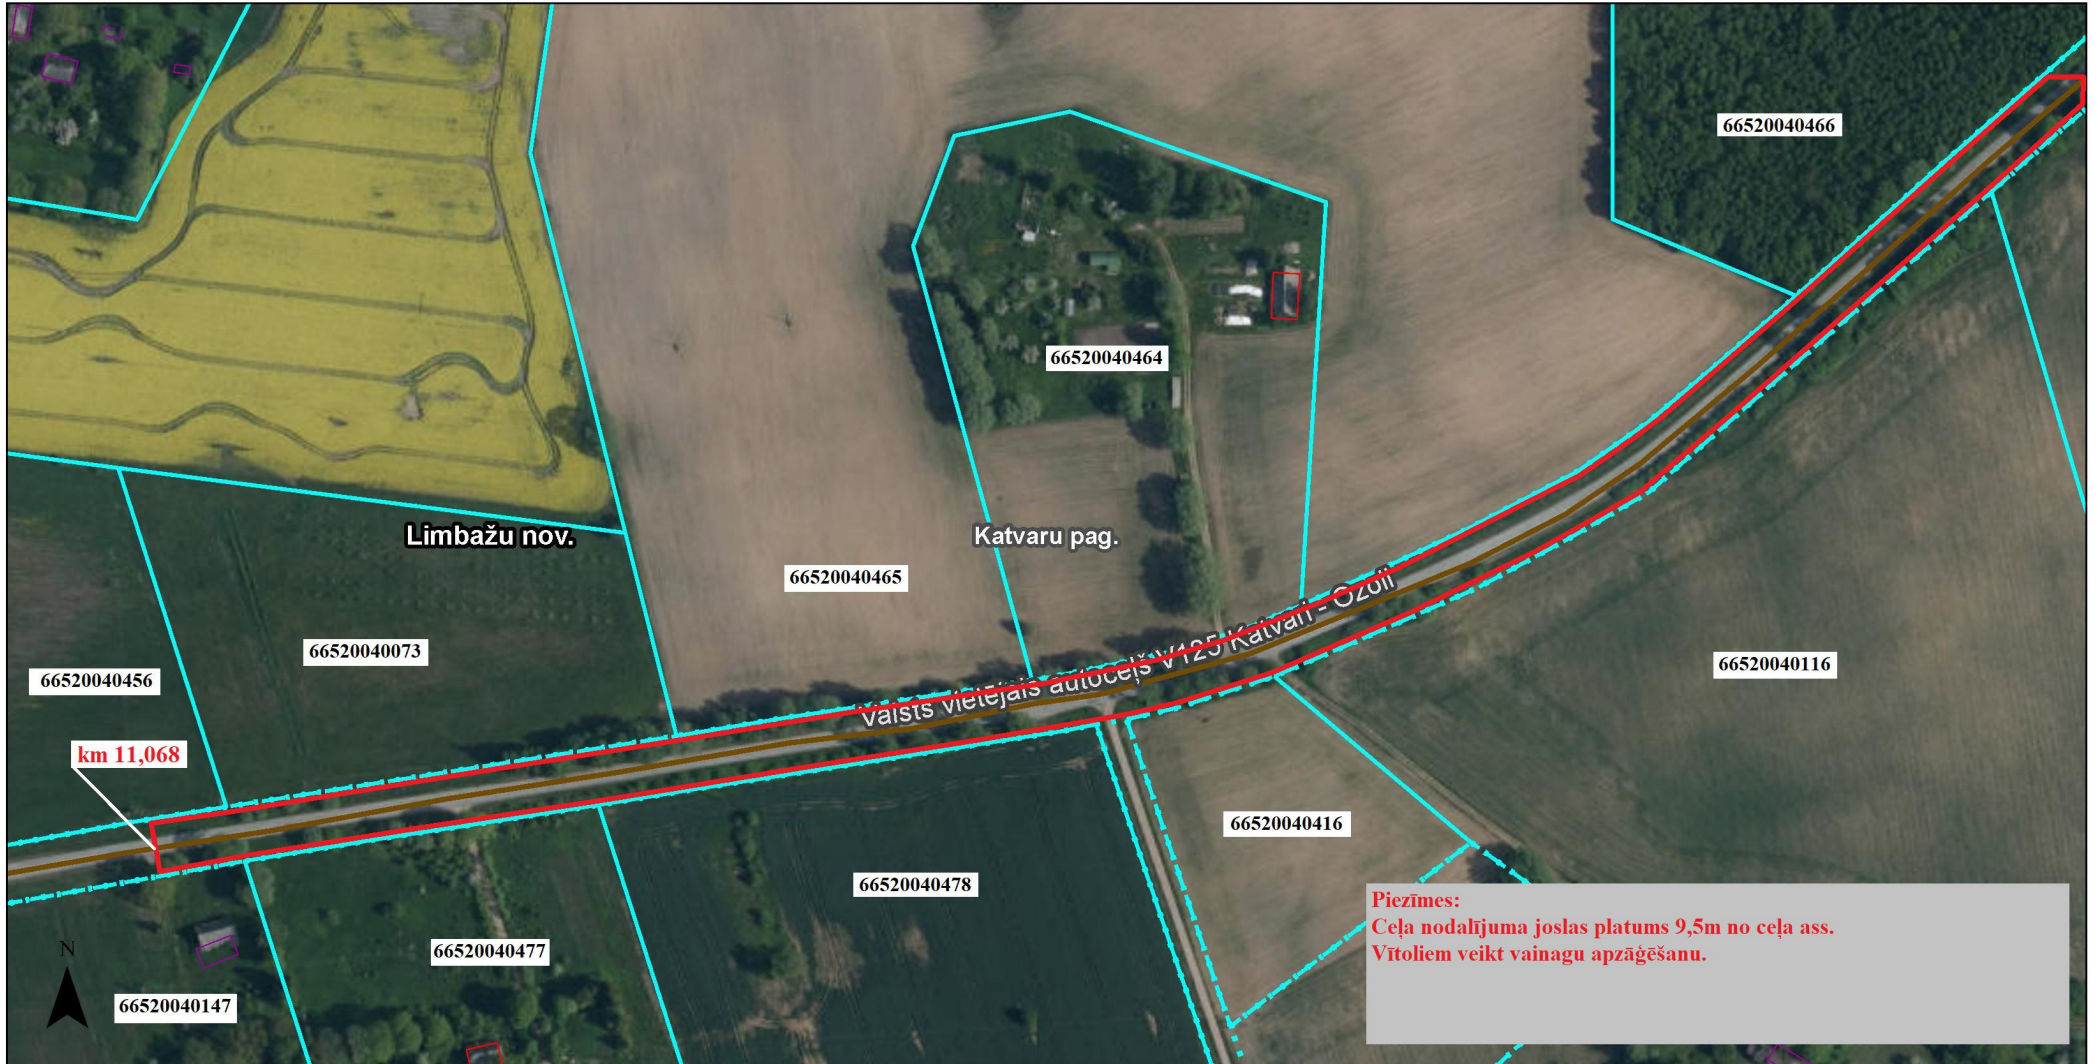 66520040466
66520040464
Limbažu nov.
Katvaru pag.
66520040465
Valsts vietējais autoceļš V125 Katvari - Ozoli
66520040073
66520040456
66520040116
km 11,068
66520040416
66520040478
Piezīmes:
Ceļa nodalījuma joslas platums 9,5m no ceļa ass.
Vītoliem veikt vainagu apzāģēšanu.
66520040477
N
66520040147